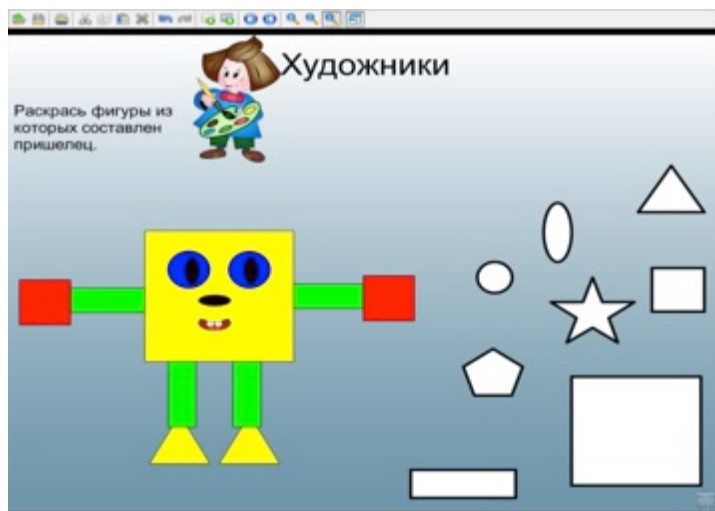 Художники
Раскрась фигуры из
которых составлен
пришелец.